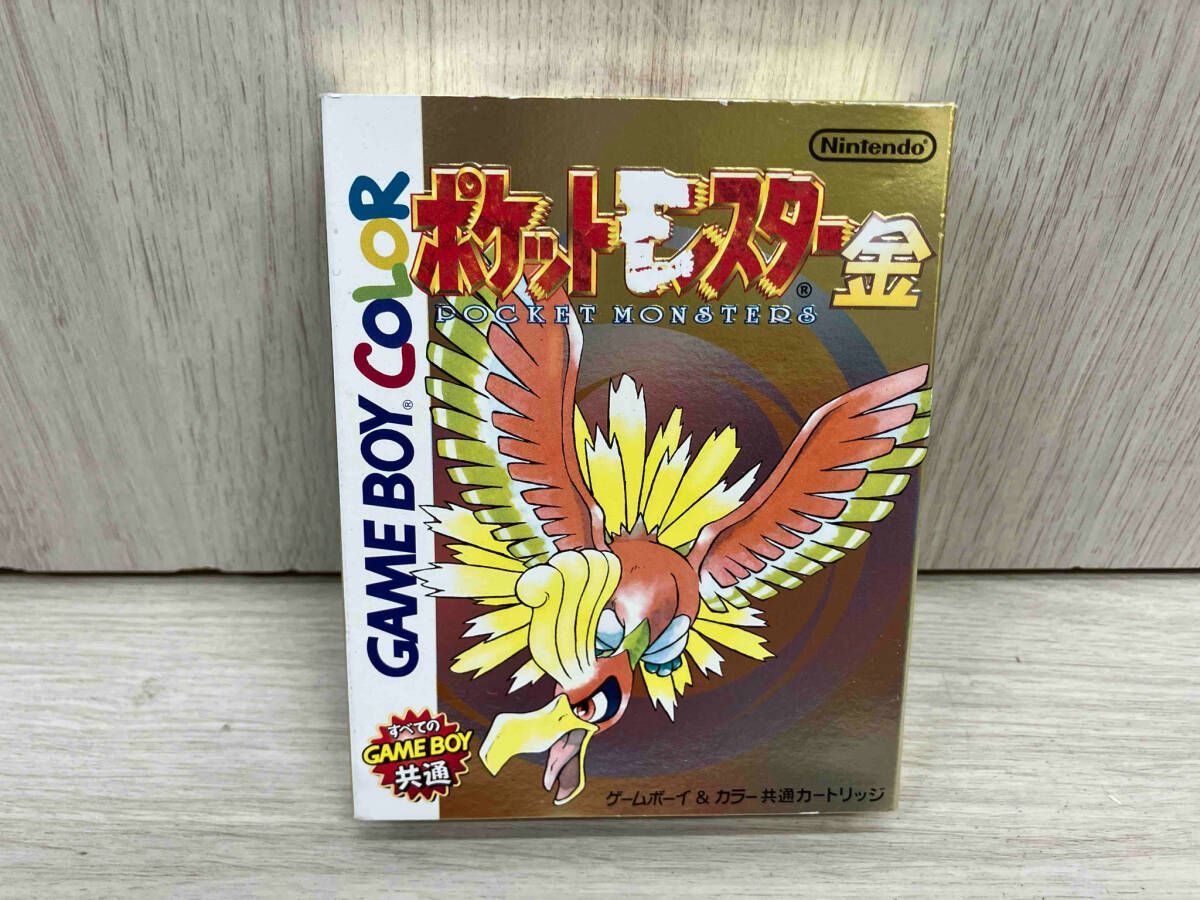 Nintendo®
ポケットモンスター金
®
POCKET MONSTERS
GAME BOY® COLOR
すべての
GAME BOY
共通
ゲームボーイ & カラー 共通カートリッジ